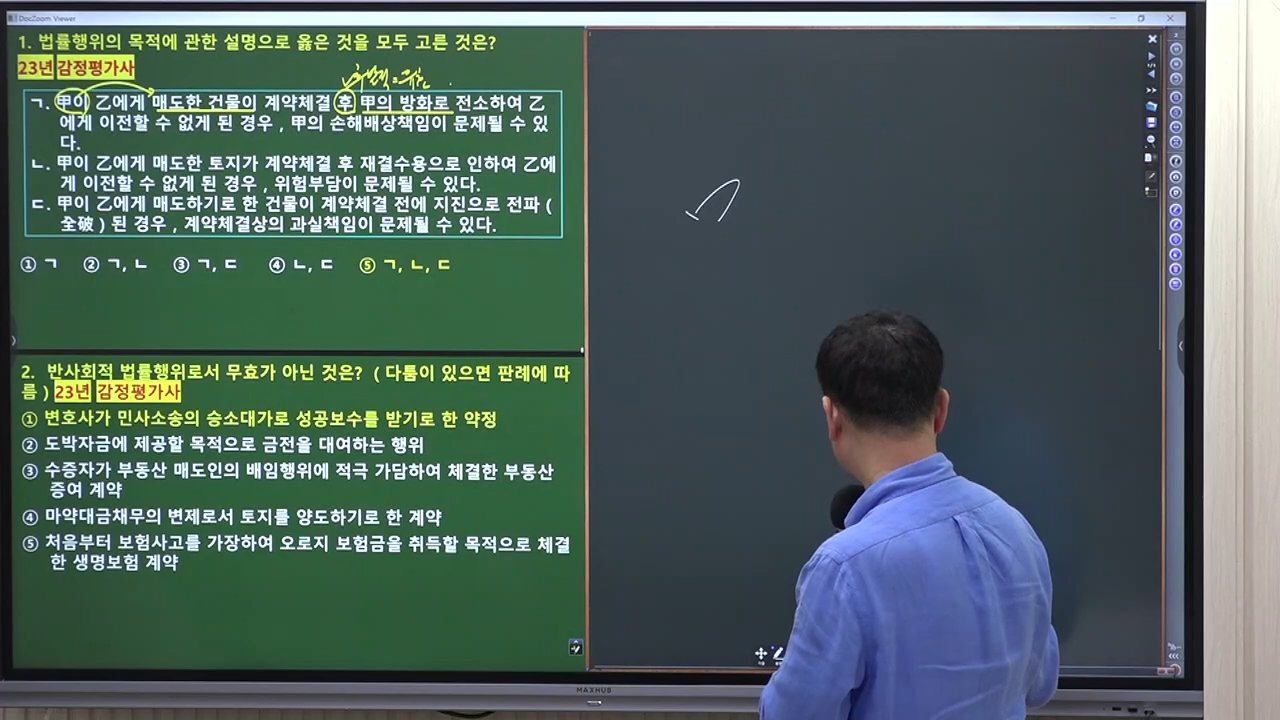 DocZoom Viewer
1. 법률행위의 목적에 관한 설명으로 옳은 것을 모두 고른 것은?
23년 감정평가사
ㄱ. 甲이 乙에게 매도한 건물이 계약체결 후 甲의 방화로 전소하여 乙
에게 이전할 수 없게 된 경우, 甲의 손해배상책임이 문제될 수 있
다.
ㄴ. 甲이 乙에게 매도한 토지가 계약체결 후 재결수용으로 인하여 乙에
게 이전할 수 없게 된 경우, 위험부담이 문제될 수 있다.
ㄷ. 甲이 乙에게 매도하기로 한 건물이 계약체결 전에 지진으로 전파 (
全破 ) 된 경우, 계약체결상의 과실책임이 문제될 수 있다.
① ㄱ ② ㄱ, ㄴ ③ ㄱ, ㄷ ④ ㄴ, ㄷ ⑤ ㄱ, ㄴ, ㄷ
2. 반사회적 법률행위로서 무효가 아닌 것은? ( 다툼이 있으면 판례에 따
름 ) 23년 감정평가사
① 변호사가 민사소송의 승소대가로 성공보수를 받기로 한 약정
② 도박자금에 제공할 목적으로 금전을 대여하는 행위
③ 수증자가 부동산 매도인의 배임행위에 적극 가담하여 체결한 부동산
증여 계약
④ 마약대금채무의 변제로서 토지를 양도하기로 한 계약
⑤ 처음부터 보험사고를 가장하여 오로지 보험금을 취득할 목적으로 체결
한 생명보험 계약
MAXHUB